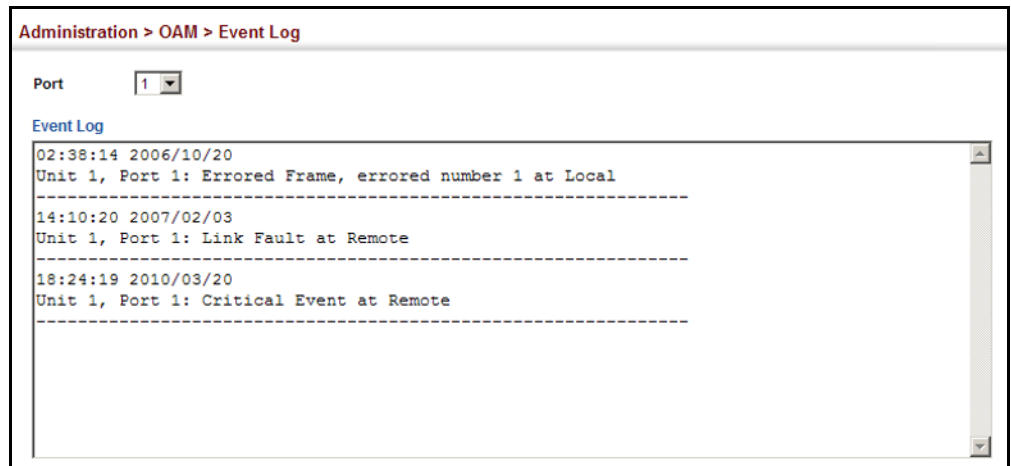 Administration > OAM > Event Log
Port 1
Event Log
02:38:14 2006/10/20
Unit 1, Port 1: Errored Frame, errored number 1 at Local
---------------------------------------------------------------
14:10:20 2007/02/03
Unit 1, Port 1: Link Fault at Remote
---------------------------------------------------------------
18:24:19 2010/03/20
Unit 1, Port 1: Critical Event at Remote
---------------------------------------------------------------